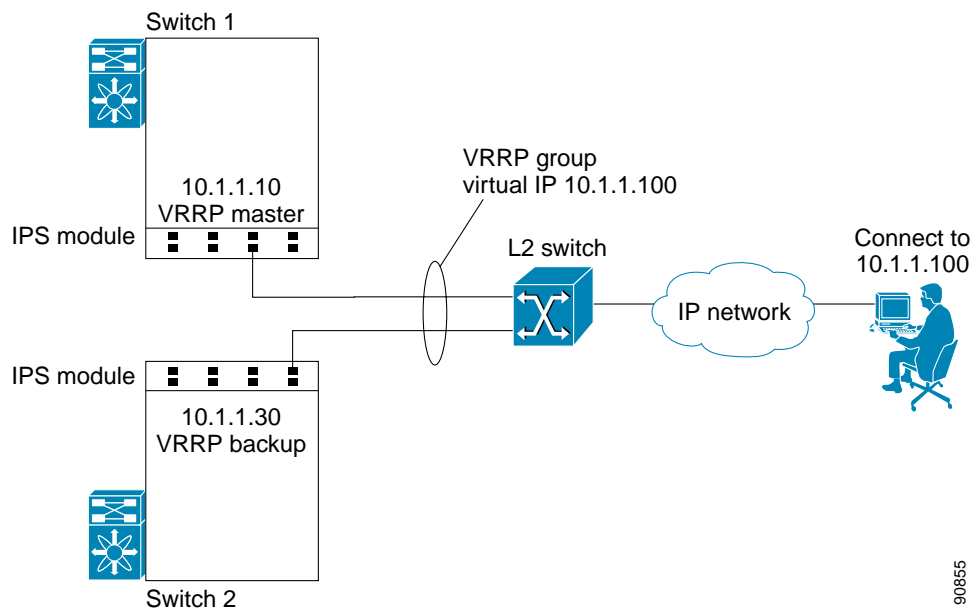 Switch 1
10.1.1.10
VRRP master
IPS module
VRRP group
virtual IP 10.1.1.100
L2 switch
IP network
Connect to
10.1.1.100
IPS module
10.1.1.30
VRRP backup
Switch 2
90855